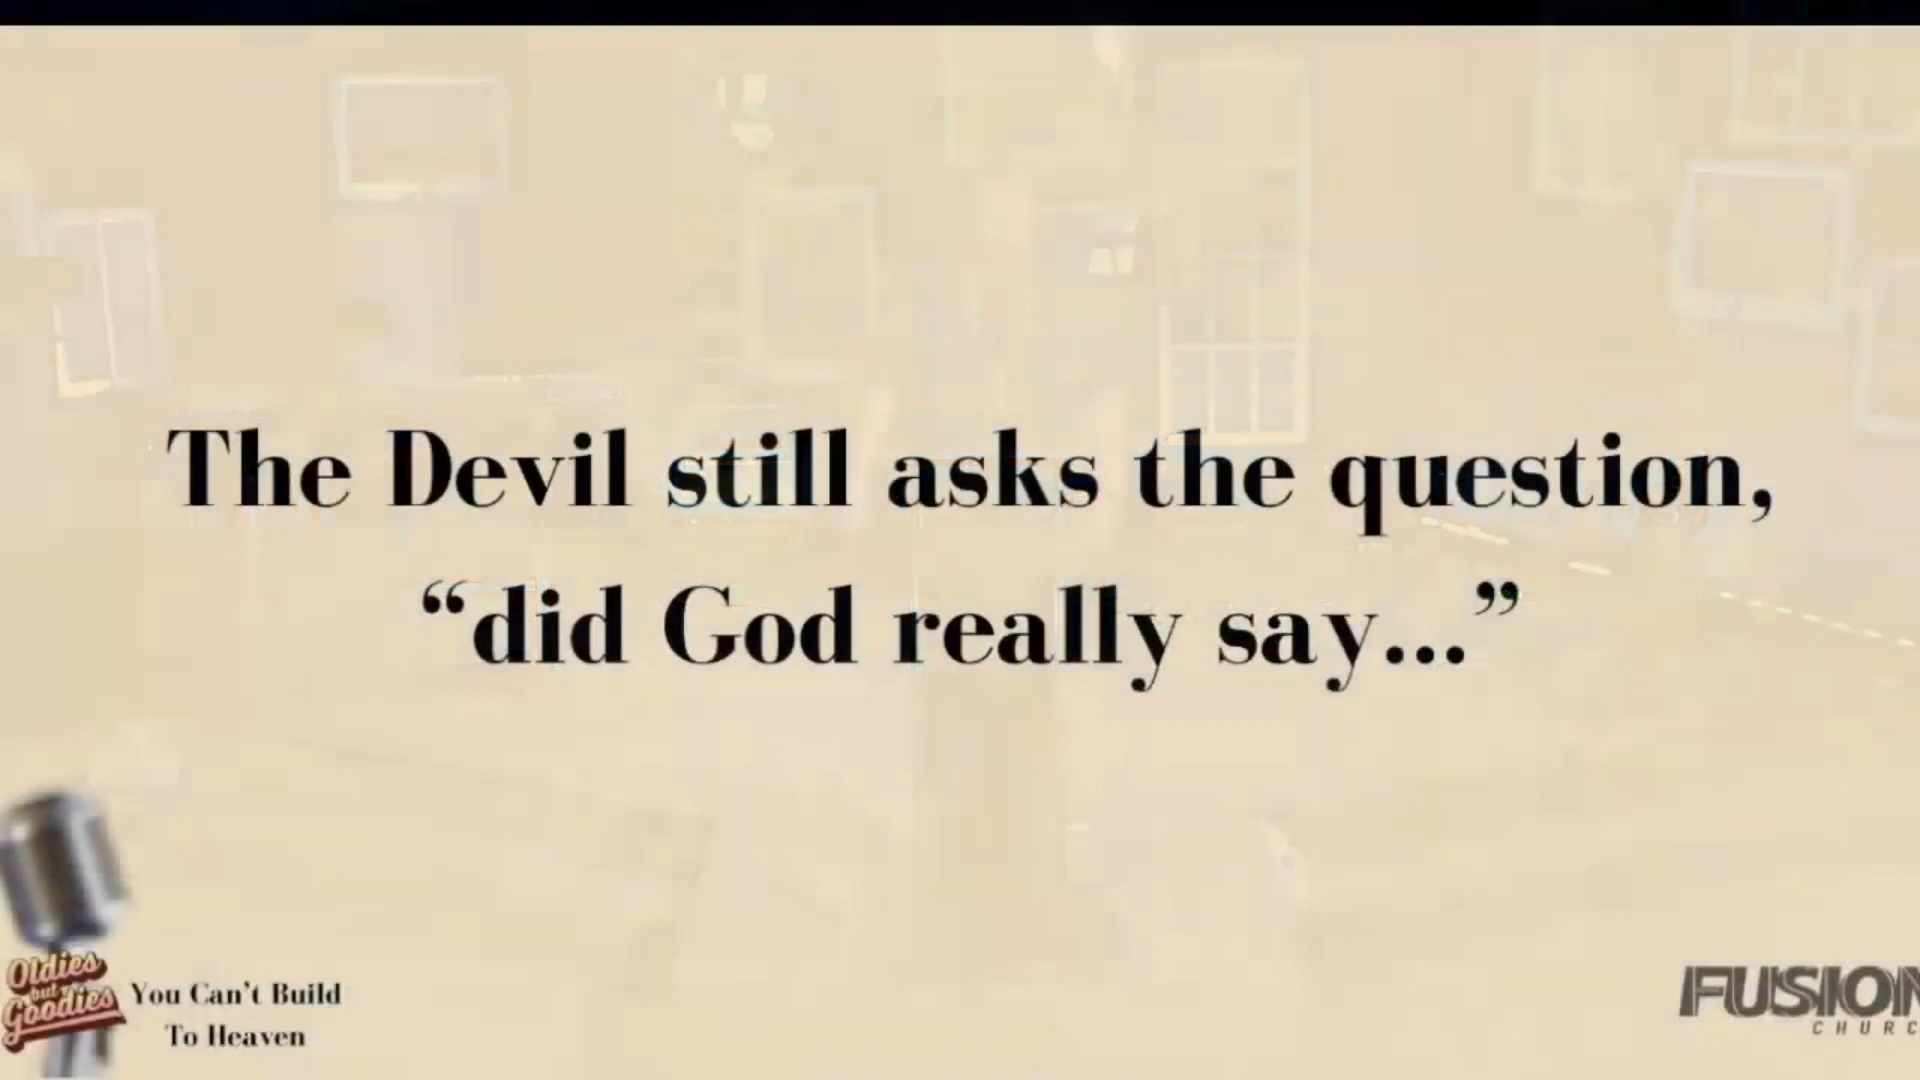 The Devil still asks the question,
“did God really say...”
Oldies
but
Goodies
You Can't Build
To Heaven
FUSION
CHURC